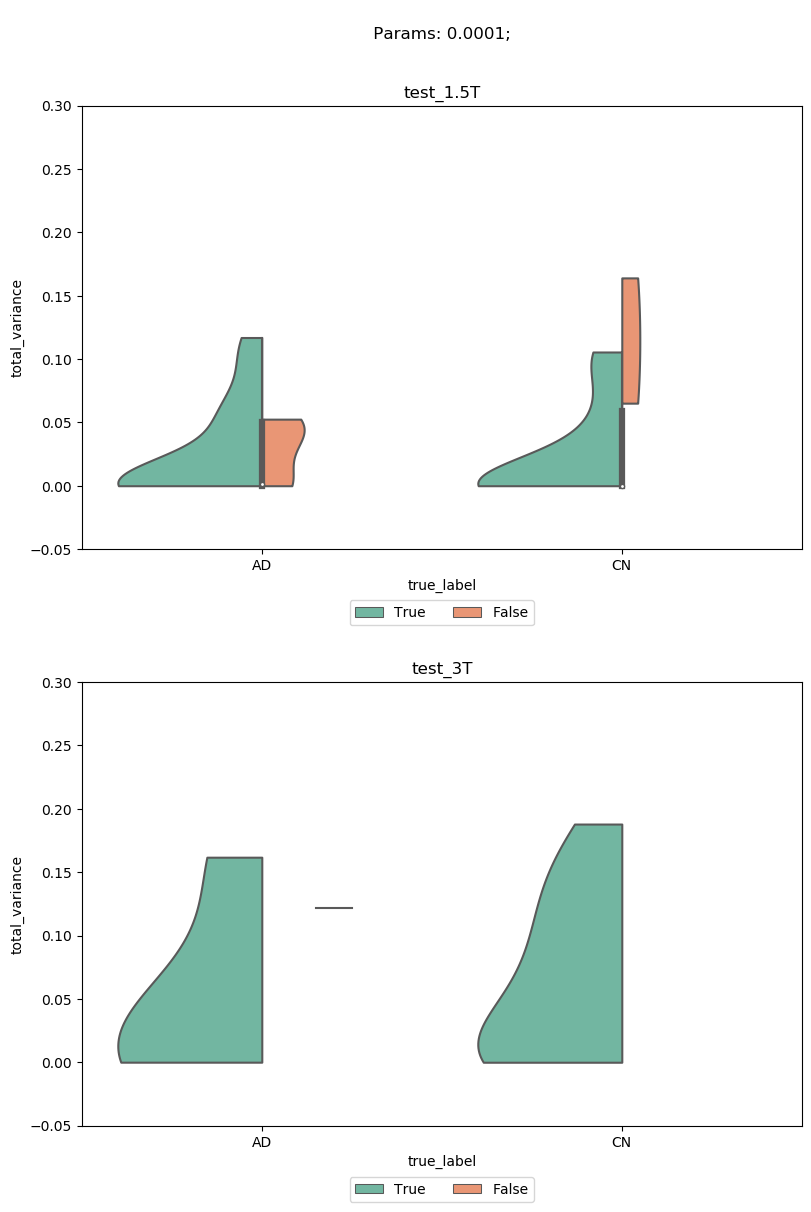 Params: 0.0001;
test_1.5T
0.30
0.25
0.20
0.15
0.10
0.05
0.00
−0.05
total_variance
AD
CN
true_label
True
False
test_3T
0.30
0.25
0.20
0.15
0.10
0.05
0.00
−0.05
total_variance
AD
CN
true_label
True
False